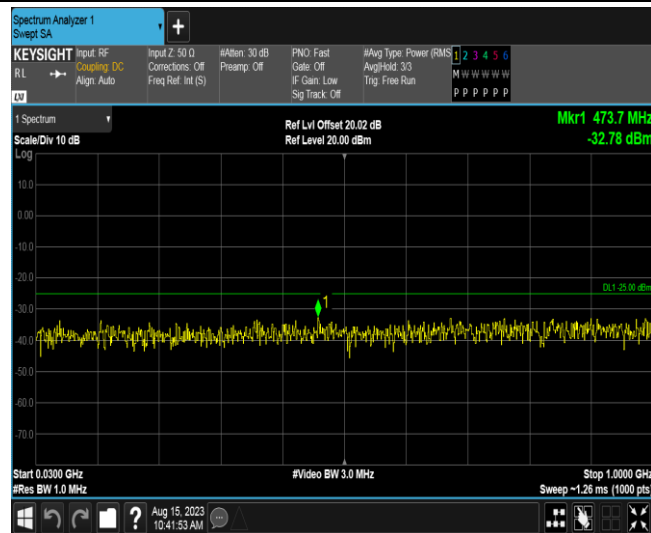 Spectrum Analyzer 1
Swept SA
+
KEYSIGHT
RL
LXI
Input: RF
Coupling: DC
Align: Auto
Input Z: 50 Ω
Corrections: Off
Freq Ref: Int (S)
#Atten: 30 dB
Preamp: Off
PNO: Fast
Gate: Off
IF Gain: Low
Sig Track: Off
#Avg Type: Power (RMS
Avg|Hold: 3/3
Trig: Free Run
1 2 3 4 5 6
M W W W W W
P P P P P P
1 Spectrum
Scale/Div 10 dB
Log
Ref Lvl Offset 20.02 dB
Ref Level 20.00 dBm
Mkr1 473.7 MHz
-32.78 dBm
10.0
0.00
-10.0
-20.0
DL1 -25.00 dBm
1
-30.0
-40.0
-50.0
-60.0
-70.0
Start 0.0300 GHz
#Res BW 1.0 MHz
#Video BW 3.0 MHz
Stop 1.0000 GHz
Sweep ~1.26 ms (1000 pts)
?
Aug 15, 2023
10:41:53 AM